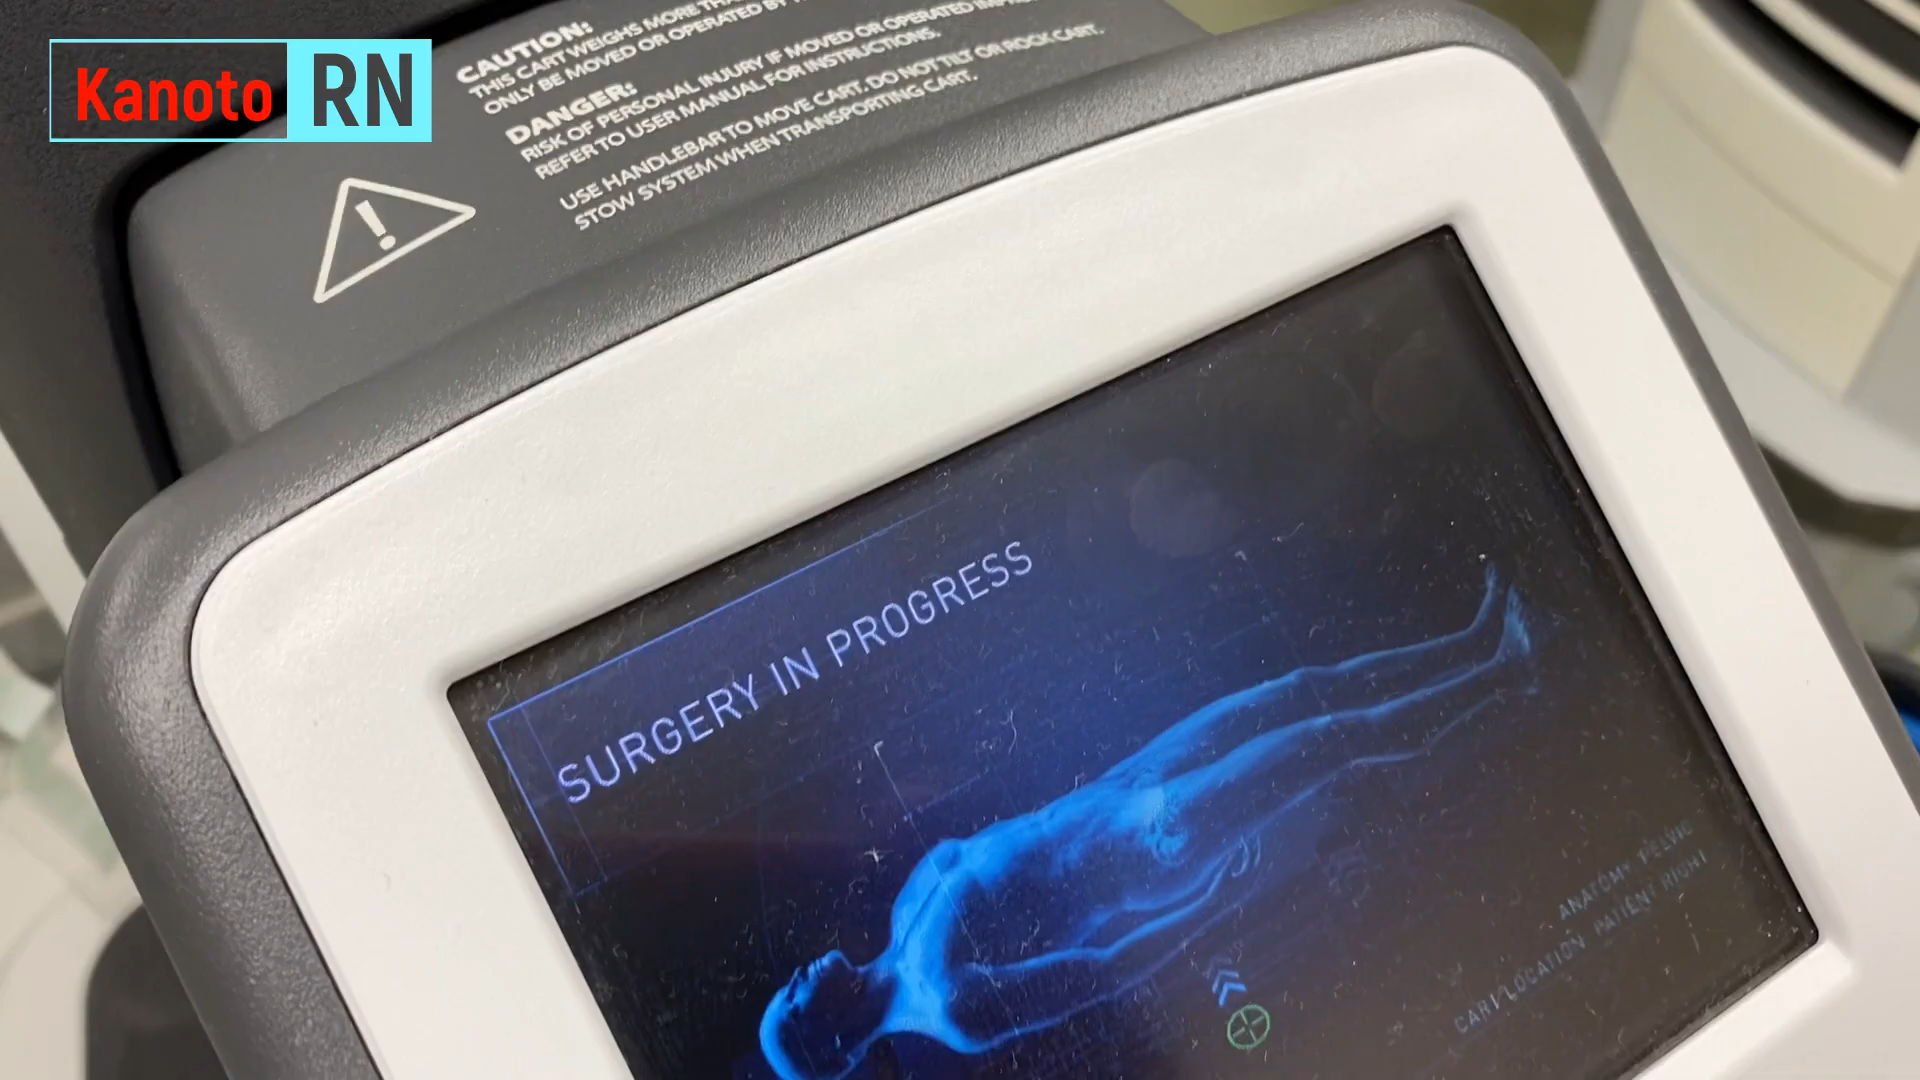 Kanoto RN
CAUTION:
THIS CART WEIGHS MORE THAN
ONLY BE MOVED OR OPERATED BY
DANGER:
RISK OF PERSONAL INJURY IF MOVED OR OPERATED
REFER TO USER MANUAL FOR INSTRUCTIONS.
USE HANDLEBAR TO MOVE CART. DO NOT TILT OR ROCK CART.
STOW SYSTEM WHEN TRANSPORTING CART.
SURGERY IN PROGRESS
ANATOMY PELVIC
CART LOCATION PATIENT RIGHT